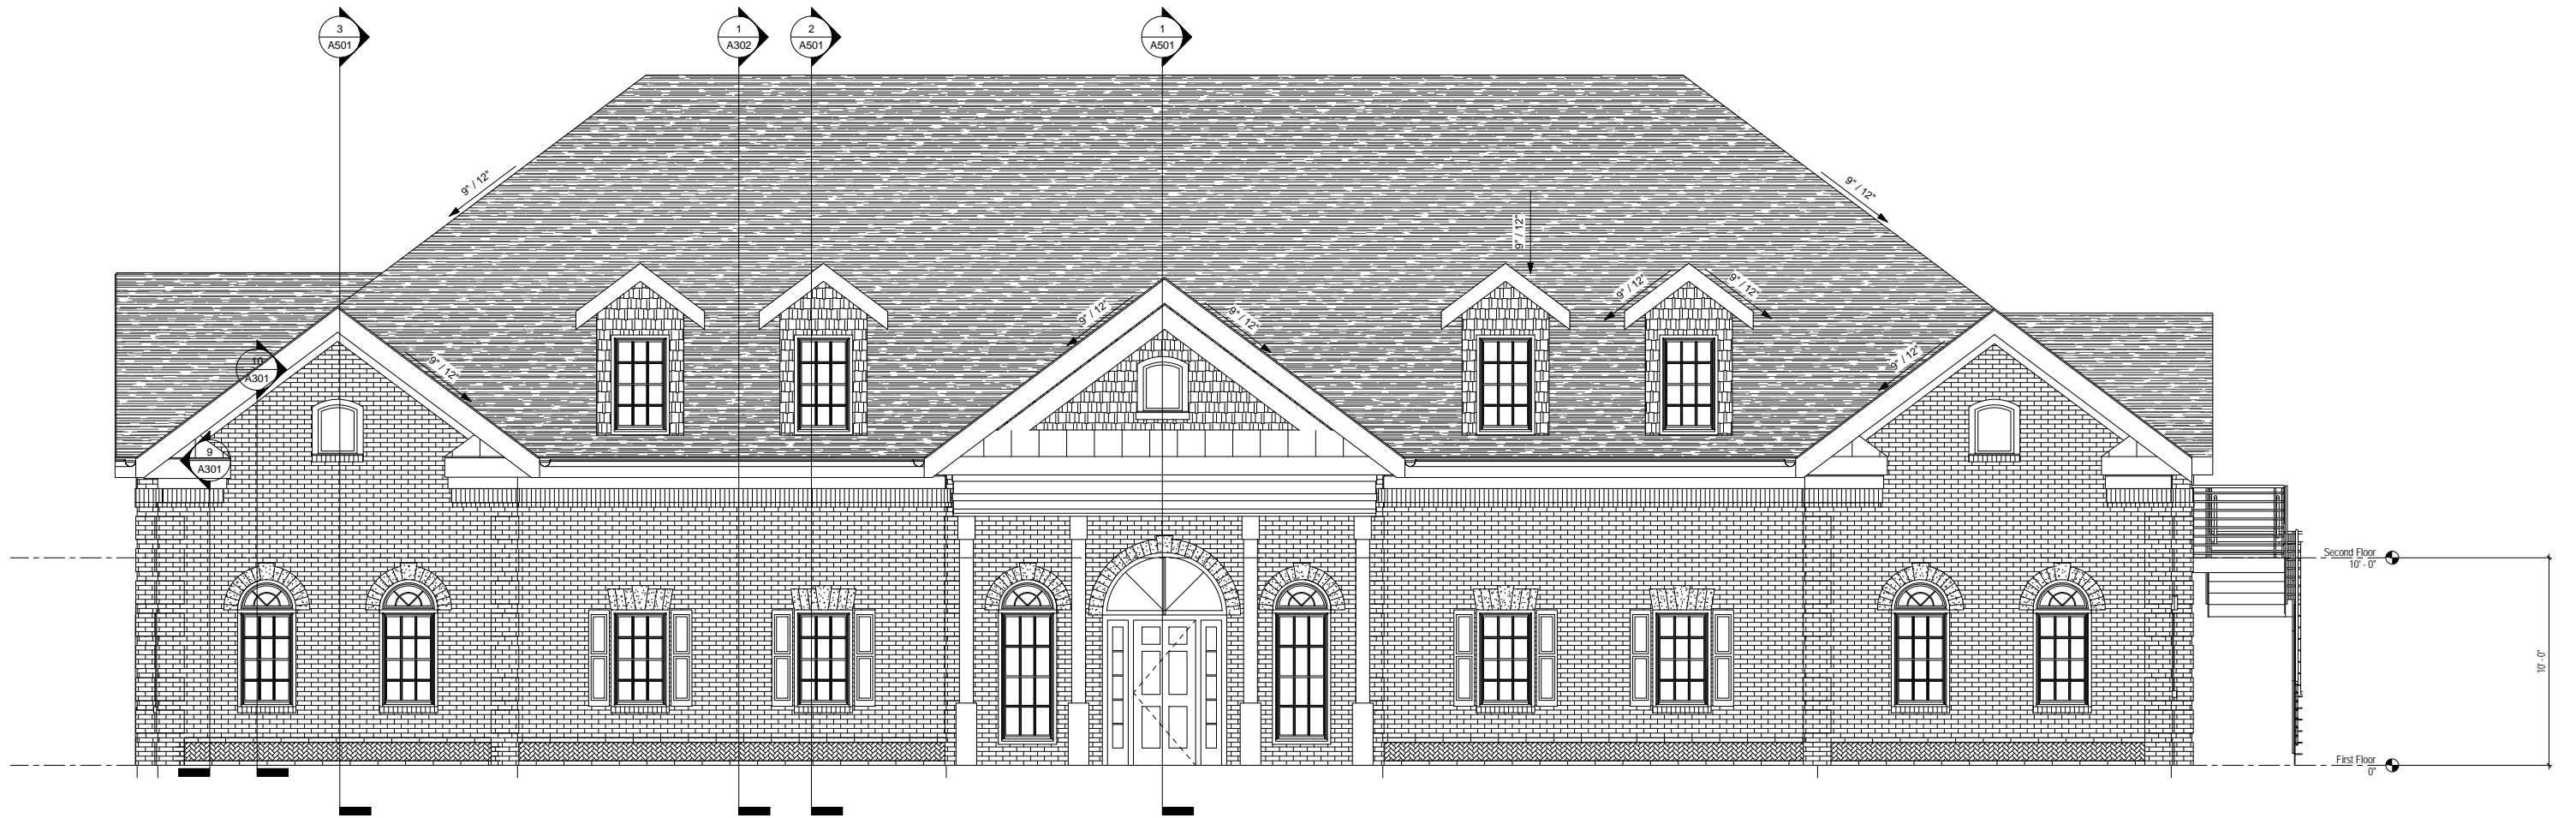 3
A501
1
A302
2
A501
1
A501
9" / 12"
9" / 12"
9" / 12"
9" / 12"
9" / 12"
9" / 12"
9" / 12"
9" / 12"
9" / 12"
10
A301
9
A301
Second Floor
10' - 0"
10' - 0"
First Floor
0"